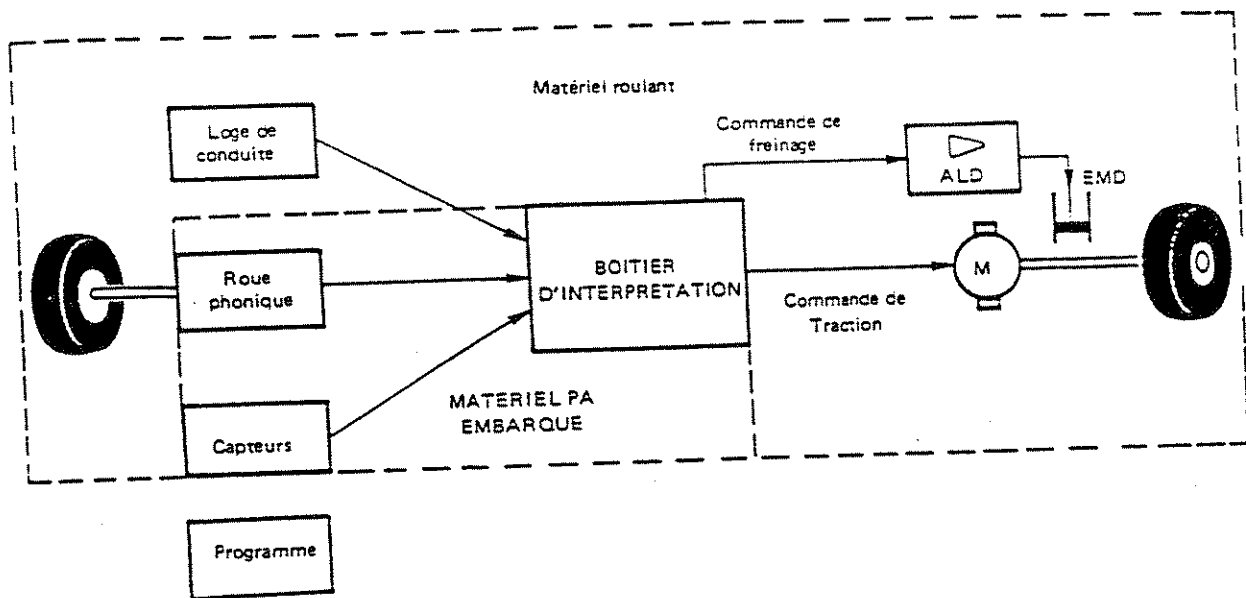 Matériel roulant
Loge de
conduite
Commande de
freinage
ALD
EMD
Roue
phonique
BOITIER
D'INTERPRETATION
M
Commande de
Traction
MATERIEL PA
EMBARQUE
Capteurs
Programme